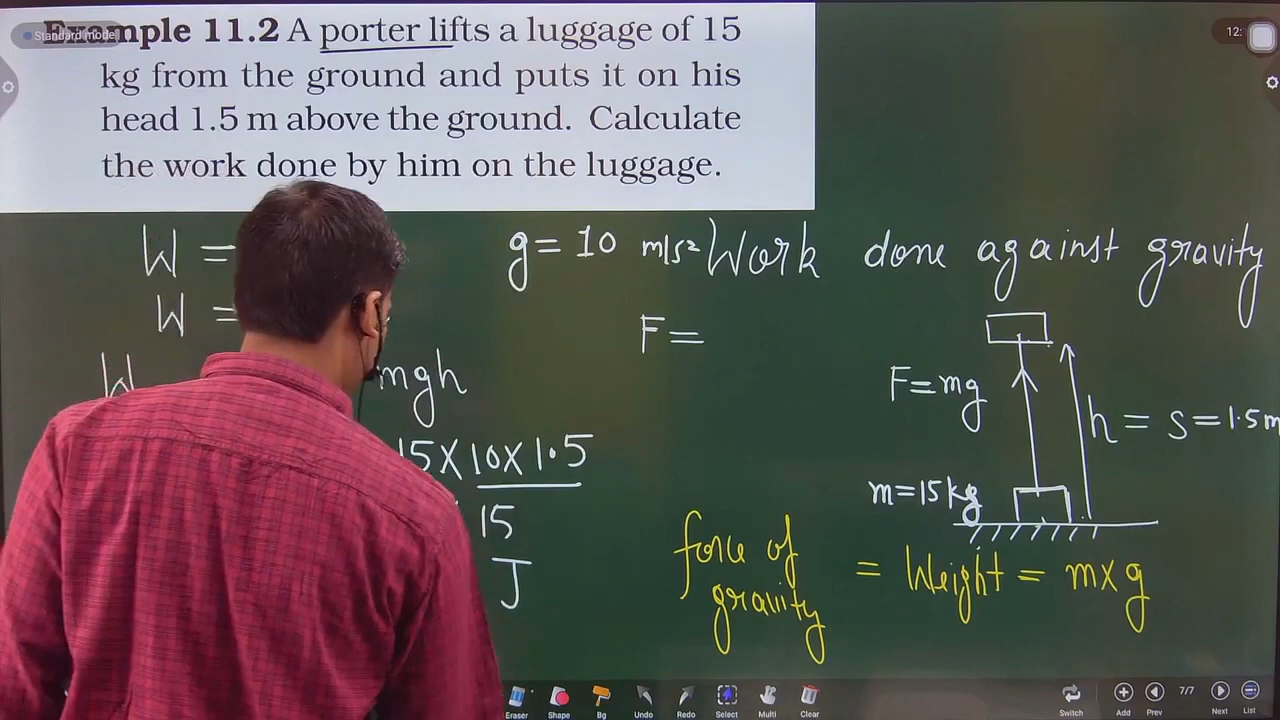 Example 11.2 A porter lifts a luggage of 15
kg from the ground and puts it on his
head 1.5 m above the ground. Calculate
the work done by him on the luggage.
Standard mode
12:
W =
g = 10 m/s²
Work done against gravity
W =
F =
W
mgh
F = mg
h = s = 1.5m
15 X 10 X 1.5
m = 15 kg
15
J
force of gravity = Weight = m x g
Eraser Shape Bg Undo Redo Select Multi Clear
Switch Add Prev 7/7 Next List